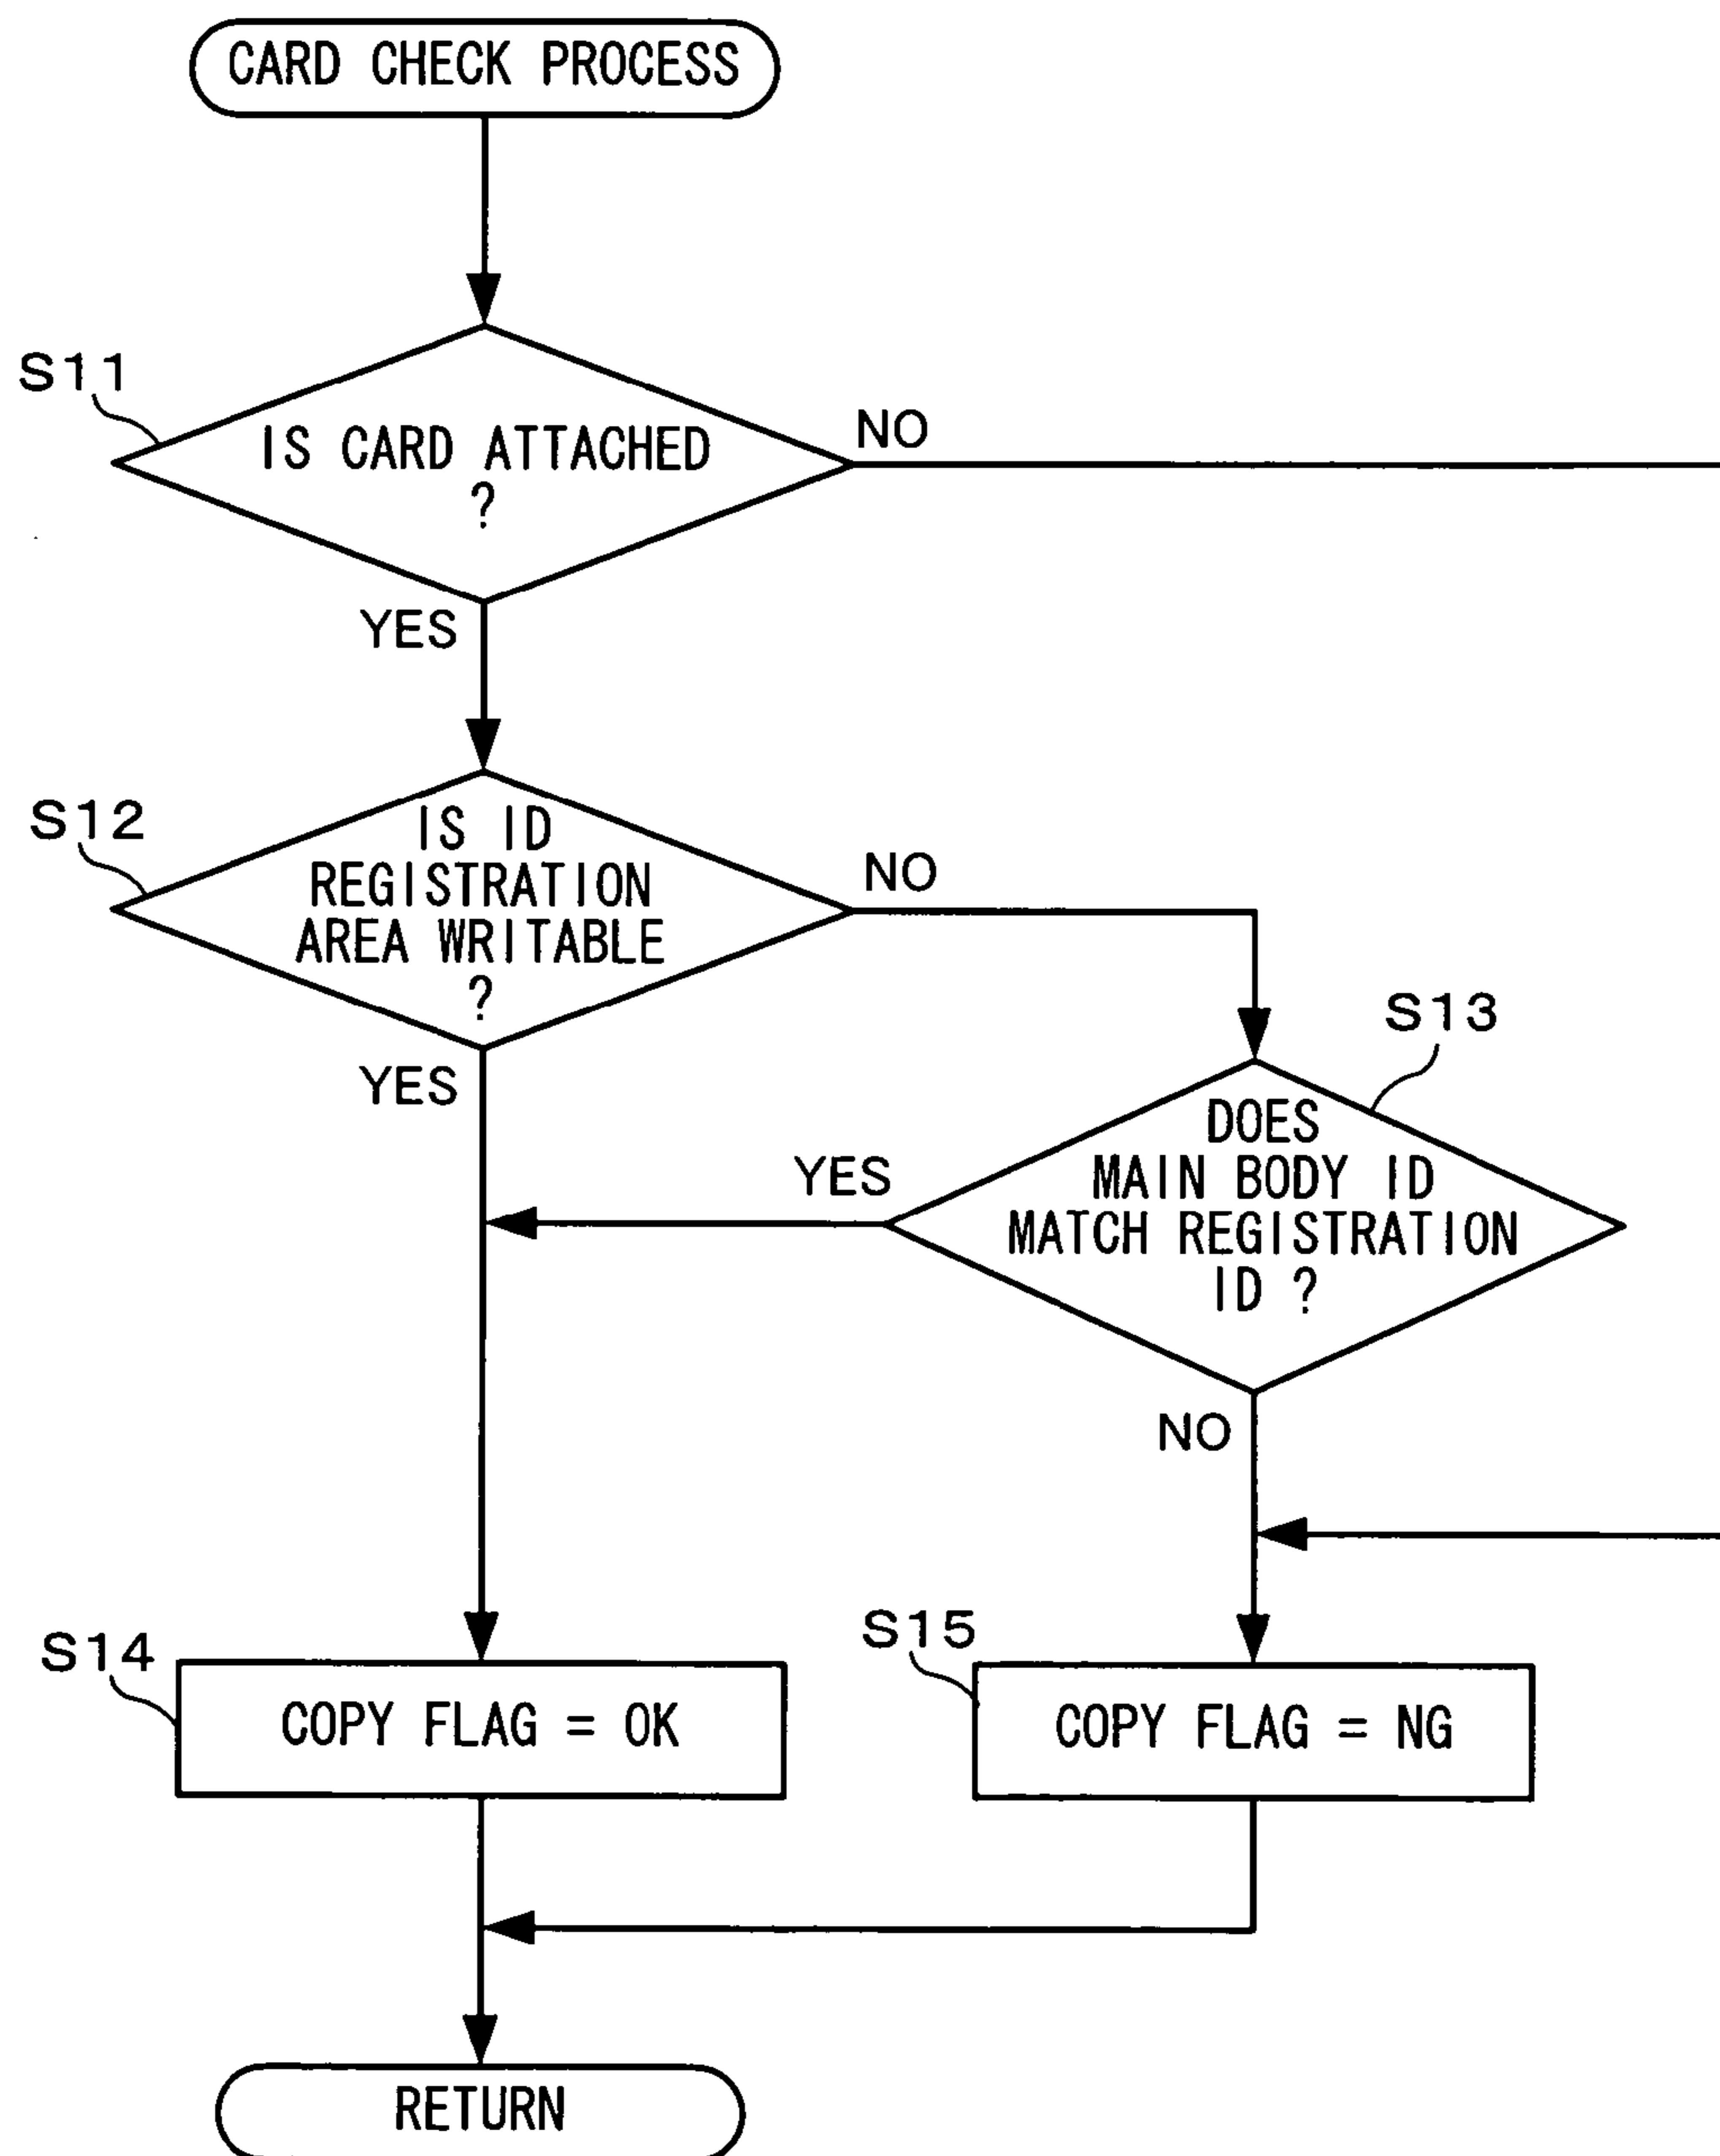 CARD CHECK PROCESS
S11
IS CARD ATTACHED
?
NO
YES
S12
IS ID
REGISTRATION
AREA WRITABLE
?
NO
YES
S13
DOES
MAIN BODY ID
MATCH REGISTRATION
ID ?
YES
NO
S14
COPY FLAG = OK
S15
COPY FLAG = NG
RETURN